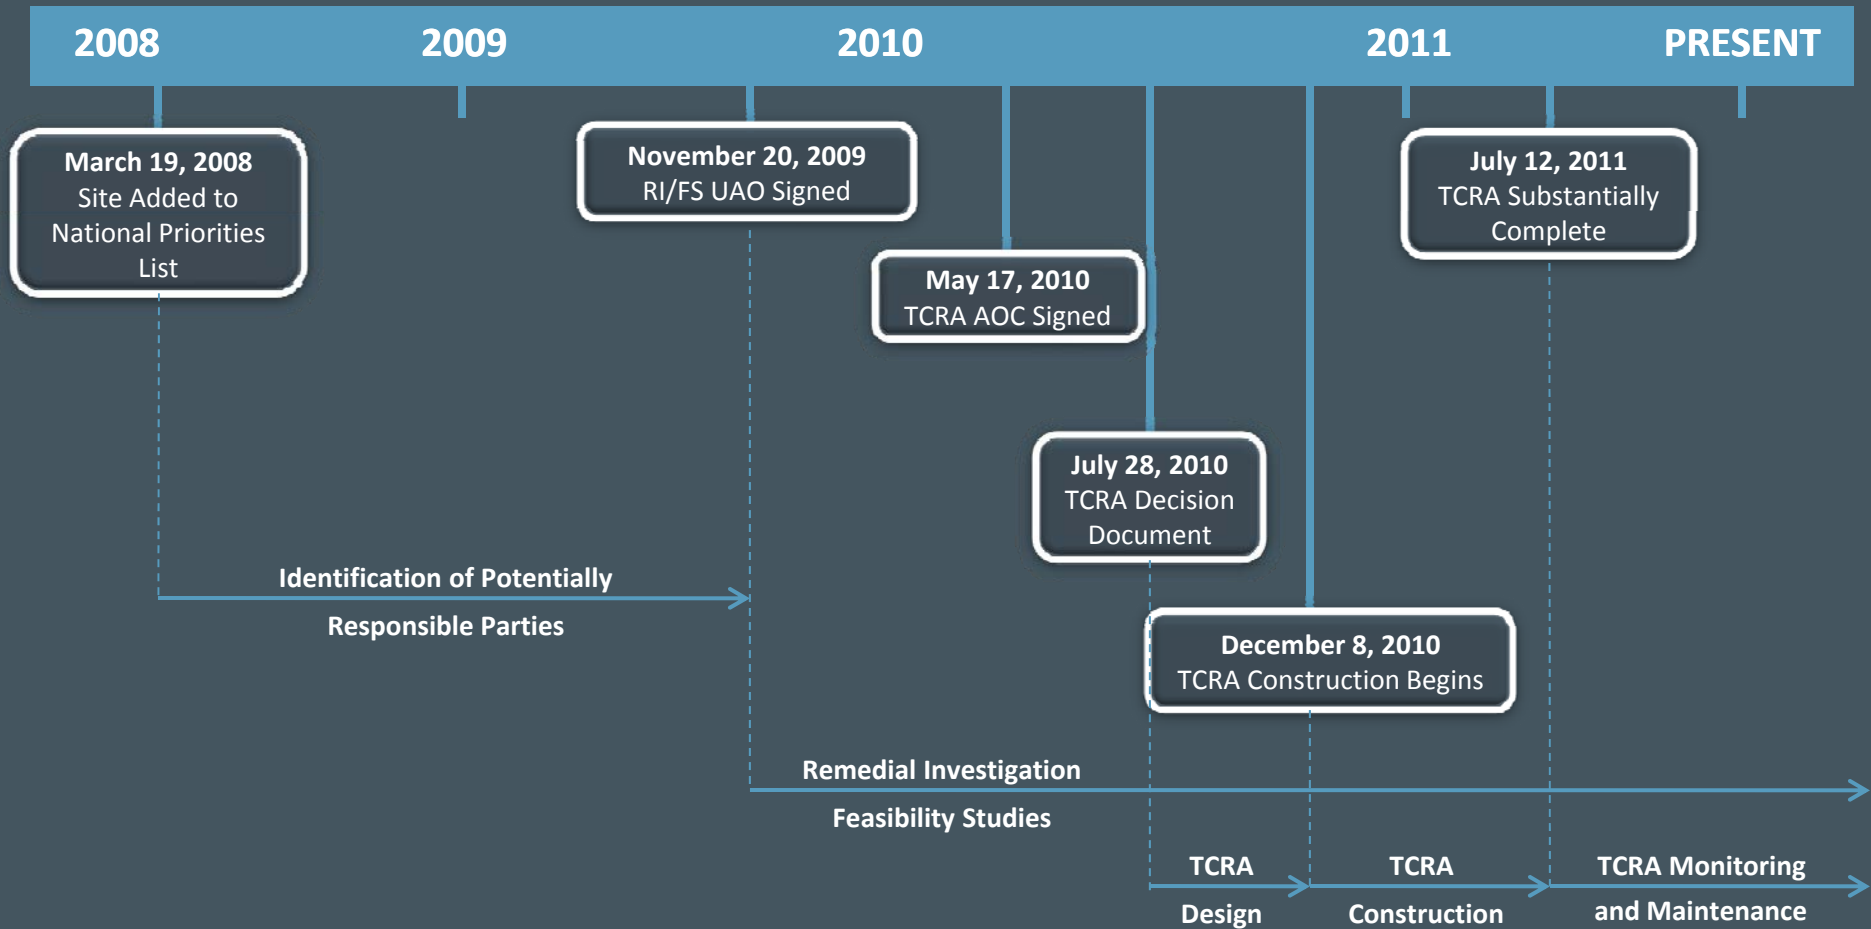 2008 2009 2010 2011 PRESENT
March 19, 2008
Site Added to
National Priorities
List
November 20, 2009
RI/FS UAO Signed
May 17, 2010
TCRA AOC Signed
July 28, 2010
TCRA Decision
Document
December 8, 2010
TCRA Construction Begins
July 12, 2011
TCRA Substantially
Complete
Identification of Potentially
Responsible Parties
Remedial Investigation
Feasibility Studies
TCRA
Design
TCRA
Construction
TCRA Monitoring
and Maintenance